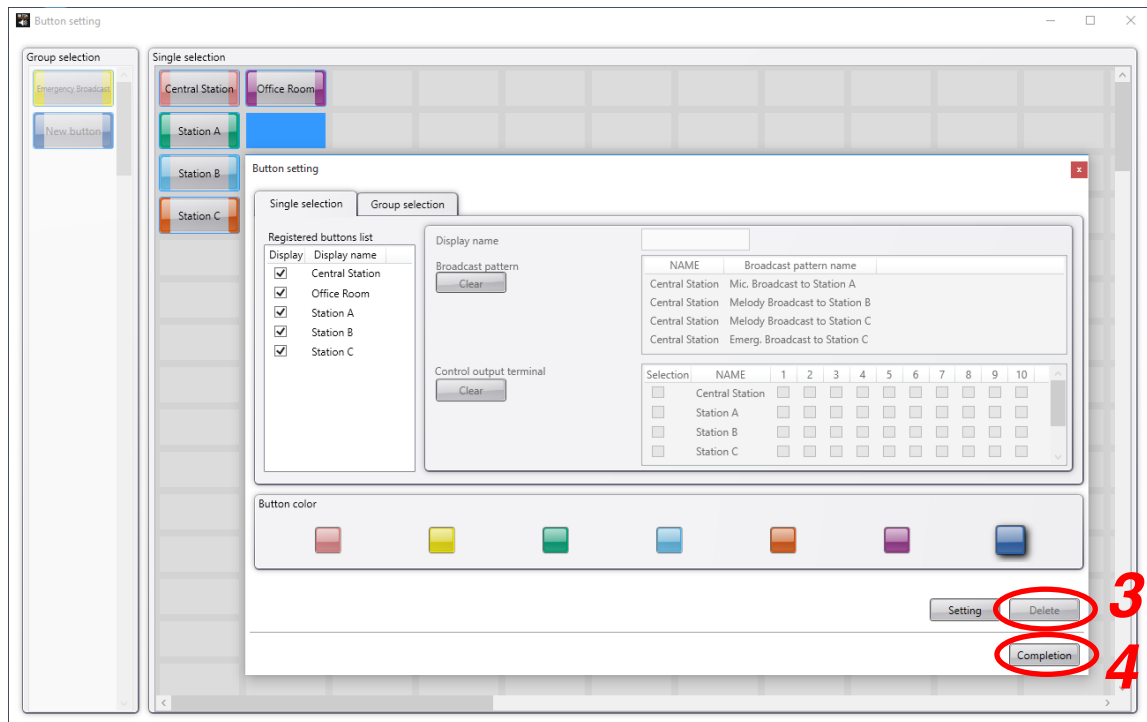 Button setting
Group selection
Single selection
Emergency Broadcast
Central Station
Office Room
New button
Station A
Station B
Station C
Button setting
x
Single selection
Group selection
Registered buttons list
Display Display name
Central Station
Office Room
Station A
Station B
Station C
Display name
Broadcast pattern
Clear
NAME Broadcast pattern name
Central Station Mic. Broadcast to Station A
Central Station Melody Broadcast to Station B
Central Station Melody Broadcast to Station C
Central Station Emerg. Broadcast to Station C
Control output terminal
Clear
Selection NAME 1 2 3 4 5 6 7 8 9 10
Central Station
Station A
Station B
Station C
Button color
Setting
Delete
3
Completion
4